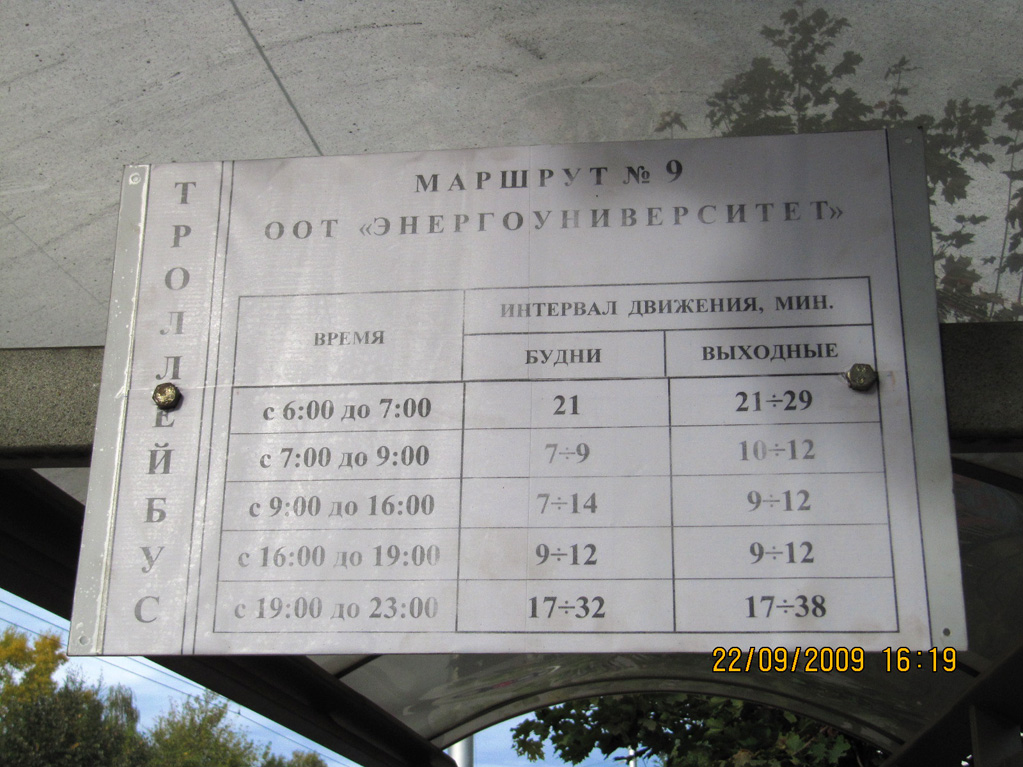 ТРОЛЛЕЙБУС
МАРШРУТ № 9
ООТ «ЭНЕРГОУНИВЕРСИТЕТ»
ВРЕМЯ
ИНТЕРВАЛ ДВИЖЕНИЯ, МИН.
БУДНИ ВЫХОДНЫЕ
с 6:00 до 7:00 21 21÷29
с 7:00 до 9:00 7÷9 10÷12
с 9:00 до 16:00 7÷14 9÷12
с 16:00 до 19:00 9÷12 9÷12
с 19:00 до 23:00 17÷32 17÷38
22/09/2009 16:19